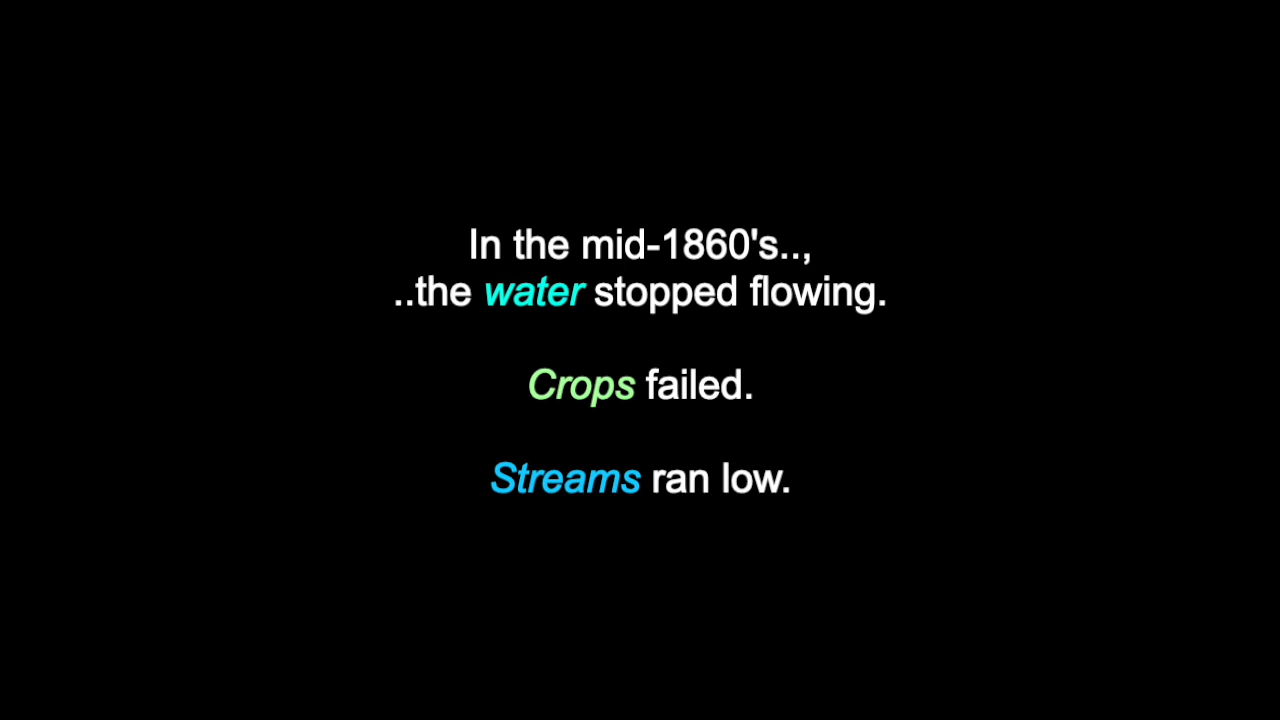 In the mid-1860's..,
..the water stopped flowing.
Crops failed.
Streams ran low.